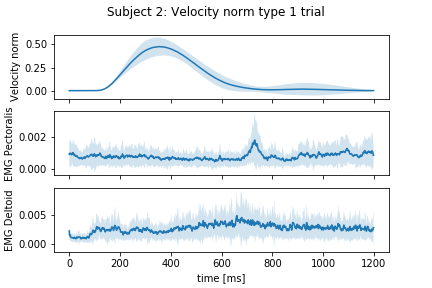 Subject 2: Velocity norm type 1 trial
Velocity norm
0.50
0.25
0.00
EMG Pectoralis
0.002
0.000
EMG Deltoid
0.005
0.000
0 200 400 600 800 1000 1200
time [ms]